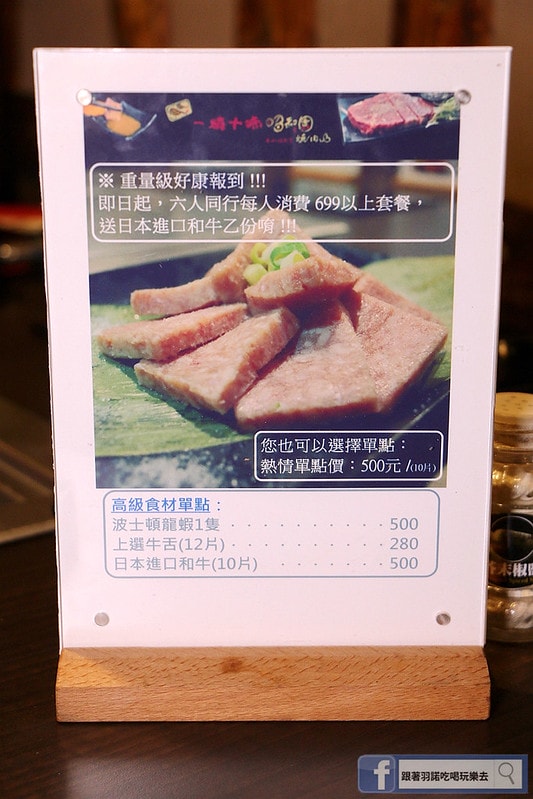 昭和園
燒肉
※ 重量級好康報到 !!!
即日起，六人同行每人消費 699以上套餐，
送日本進口和牛乙份唷 !!!
您也可以選擇單點：
熱情單點價：500元 /(10片)
高級食材單點：
波士頓龍蝦1隻 · · · · · · · · · · · 500
上選牛舌(12片) · · · · · · · · · · 280
日本進口和牛(10片) · · · · · · · 500
跟著羽諾吃喝玩樂去